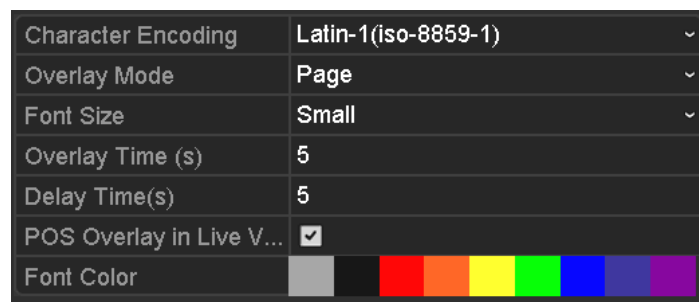 Character Encoding Latin-1(iso-8859-1)
Overlay Mode Page
Font Size Small
Overlay Time (s) 5
Delay Time(s) 5
POS Overlay in Live V...
Font Color